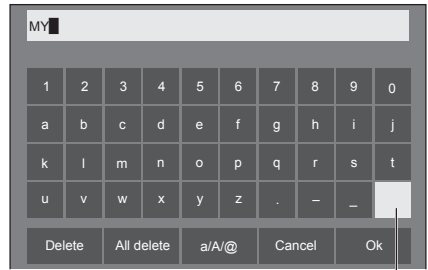 MY
1 2 3 4 5 6 7 8 9 0
a b c d e f g h i j
k l m n o p q r s t
u v w x y z . – _
Delete All delete a/A/@ Cancel Ok